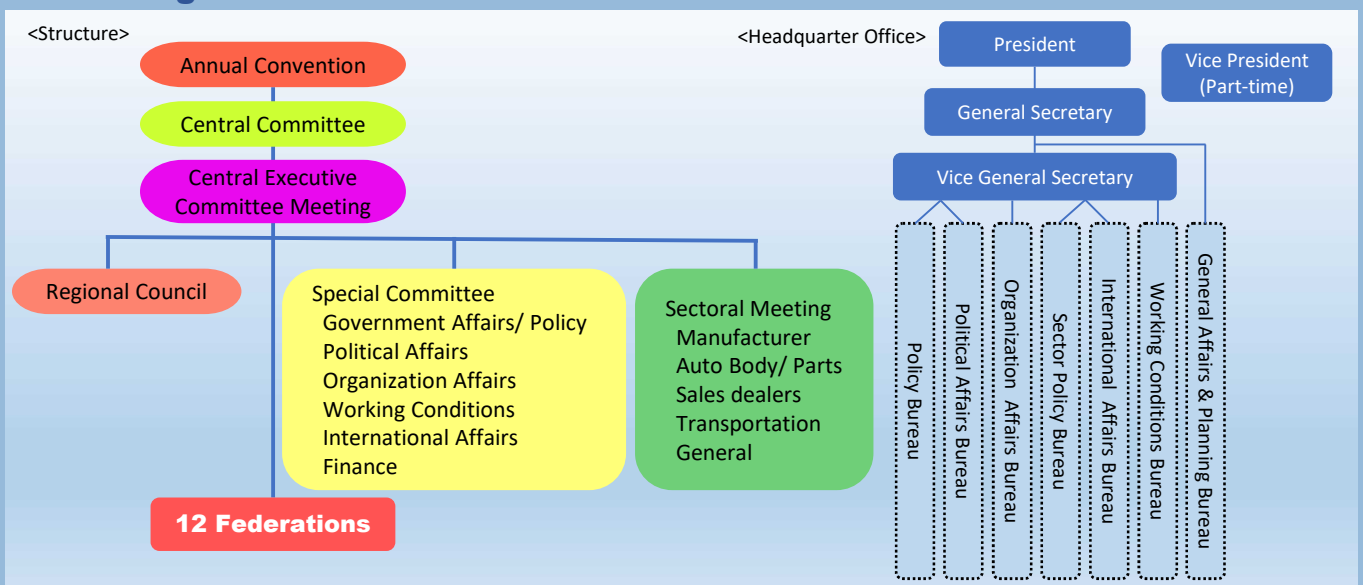 <Structure>
Annual Convention
Central Committee
Central Executive
Committee Meeting
Regional Council
Special Committee
Government Affairs/ Policy
Political Affairs
Organization Affairs
Working Conditions
International Affairs
Finance
Sectoral Meeting
Manufacturer
Auto Body/ Parts
Sales dealers
Transportation
General
12 Federations
<Headquarter Office>
President
Vice President
(Part-time)
General Secretary
Vice General Secretary
Policy Bureau
Political Affairs Bureau
Organization Affairs Bureau
Sector Policy Bureau
International Affairs Bureau
Working Conditions Bureau
General Affairs & Planning Bureau